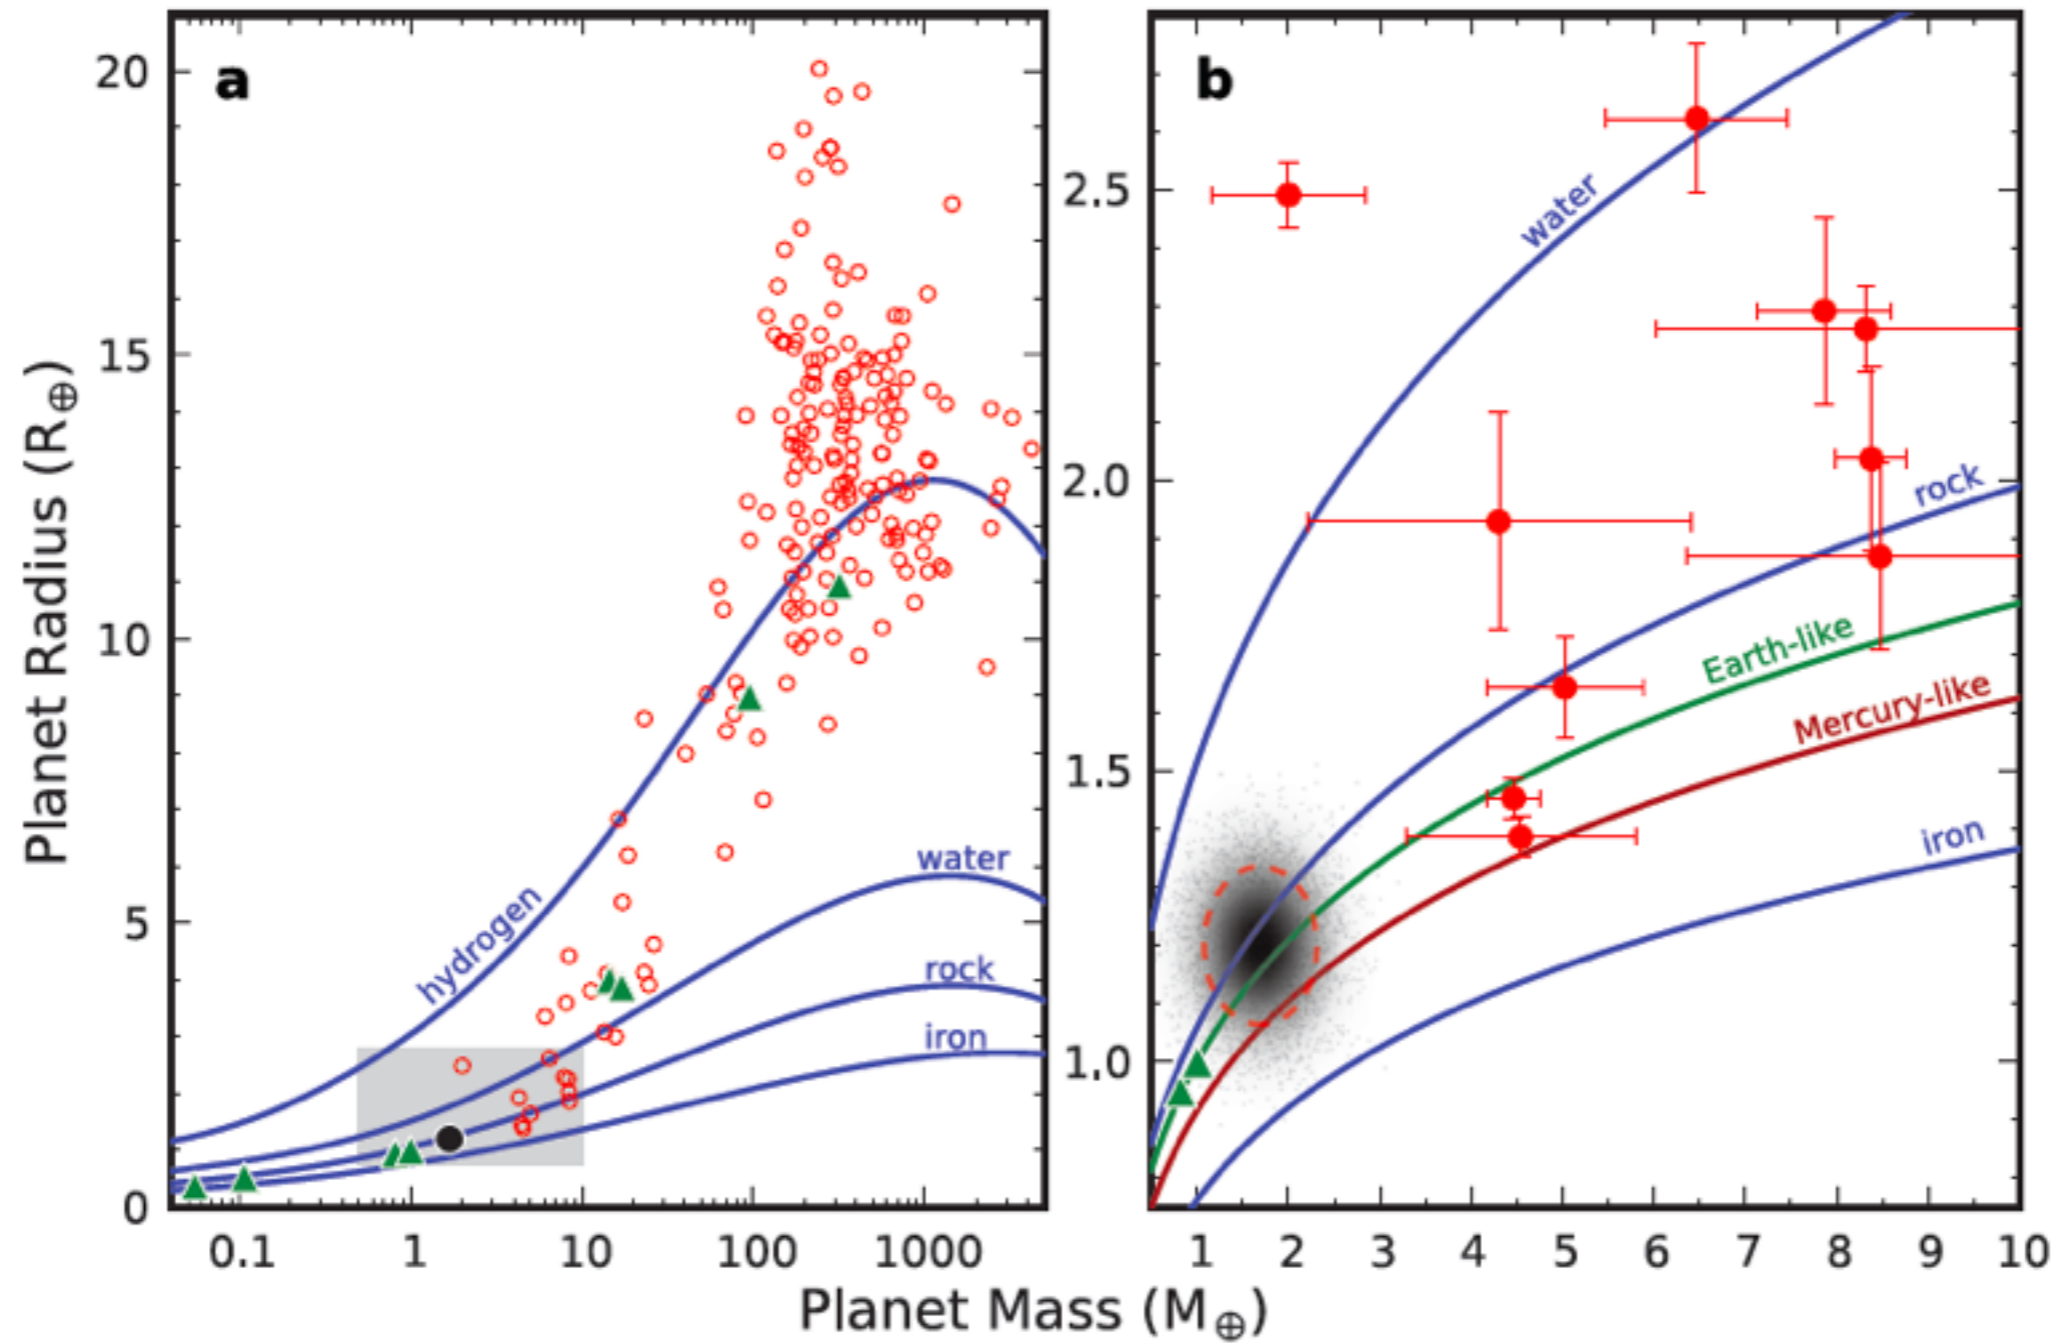 a
20
15
10
5
0
0.1 1 10 100 1000
hydrogen
water
rock
iron
b
2.5
2.0
1.5
1.0
1 2 3 4 5 6 7 8 9 10
water
rock
Earth-like
Mercury-like
iron
Planet Radius (R⊕)
Planet Mass (M⊕)